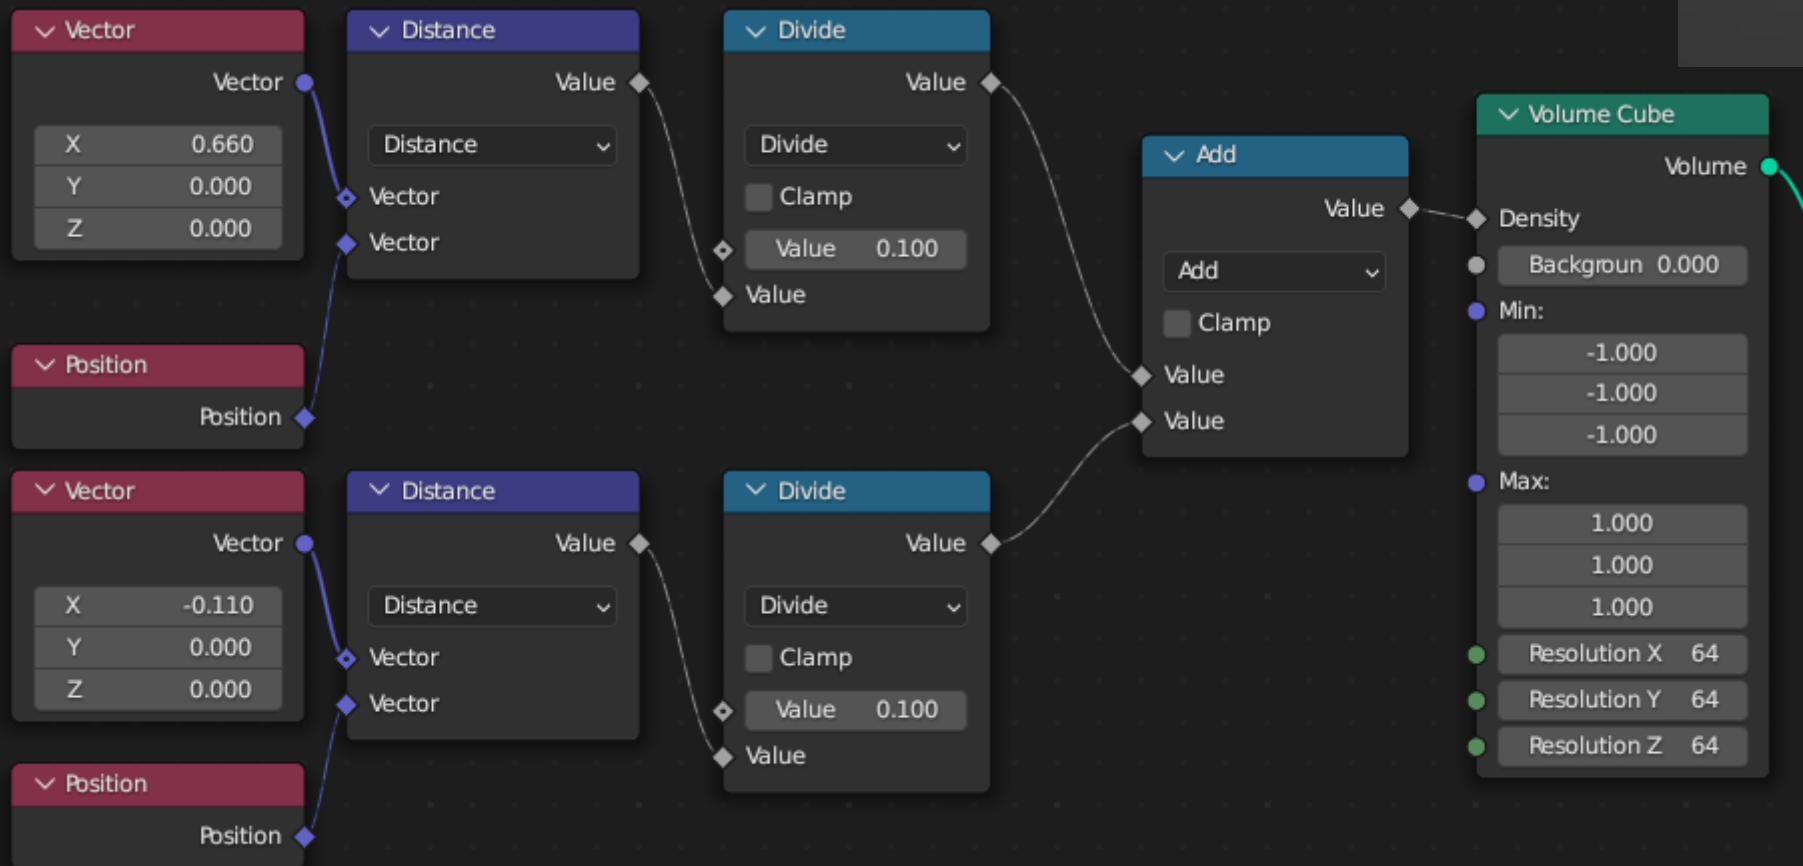 Vector
Vector
X 0.660
Y 0.000
Z 0.000
Position
Position
Distance
Value
Distance
Vector
Vector
Divide
Value
Divide
Clamp
Value 0.100
Value
Vector
Vector
X -0.110
Y 0.000
Z 0.000
Position
Position
Distance
Value
Distance
Vector
Vector
Divide
Value
Divide
Clamp
Value 0.100
Value
Add
Value
Add
Clamp
Value
Value
Volume Cube
Volume
Density
Backgroun 0.000
Min:
-1.000
-1.000
-1.000
Max:
1.000
1.000
1.000
Resolution X 64
Resolution Y 64
Resolution Z 64